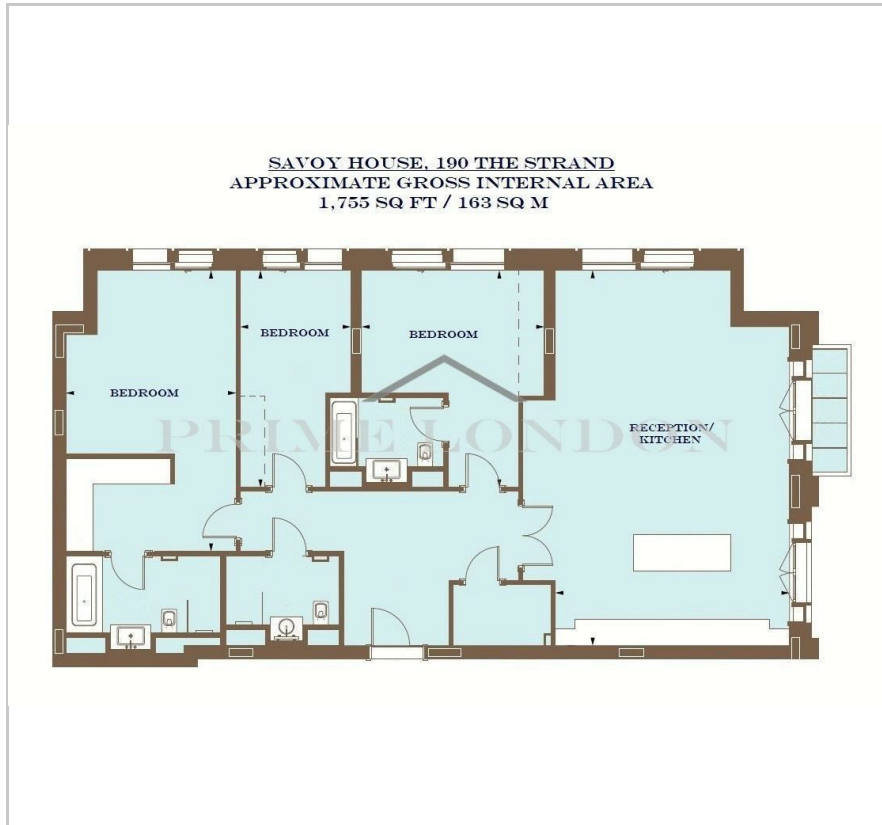 SAVOY HOUSE, 190 THE STRAND
APPROXIMATE GROSS INTERNAL AREA
1,755 SQ FT / 163 SQ M
BEDROOM
BEDROOM
BEDROOM
RECEPTION/
KITCHEN
PRIME LONDON